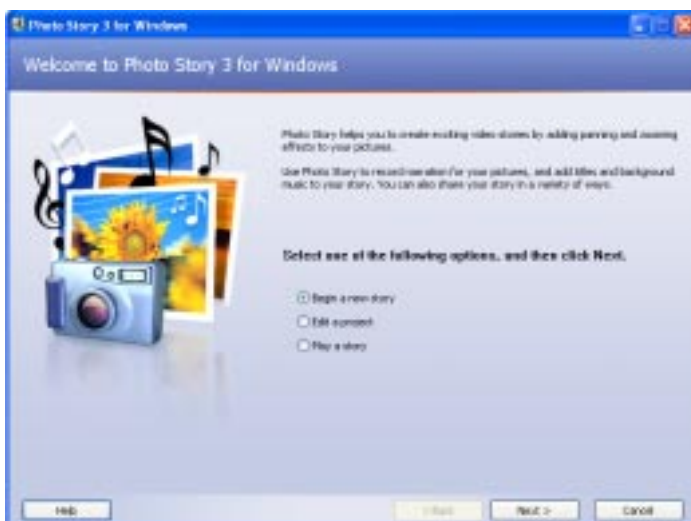 Photo Story 3 for Windows
Welcome to Photo Story 3 for Windows
Photo Story helps you to create exciting video stories by adding panning and zooming
effects to your pictures.
Use Photo Story to record narration for your pictures, and add titles and background
music to your story. You can also share your story in a variety of ways.
Select one of the following options, and then click Next.
Begin a new story
Edit a project
Play a story
Help
< Back
Next >
Cancel